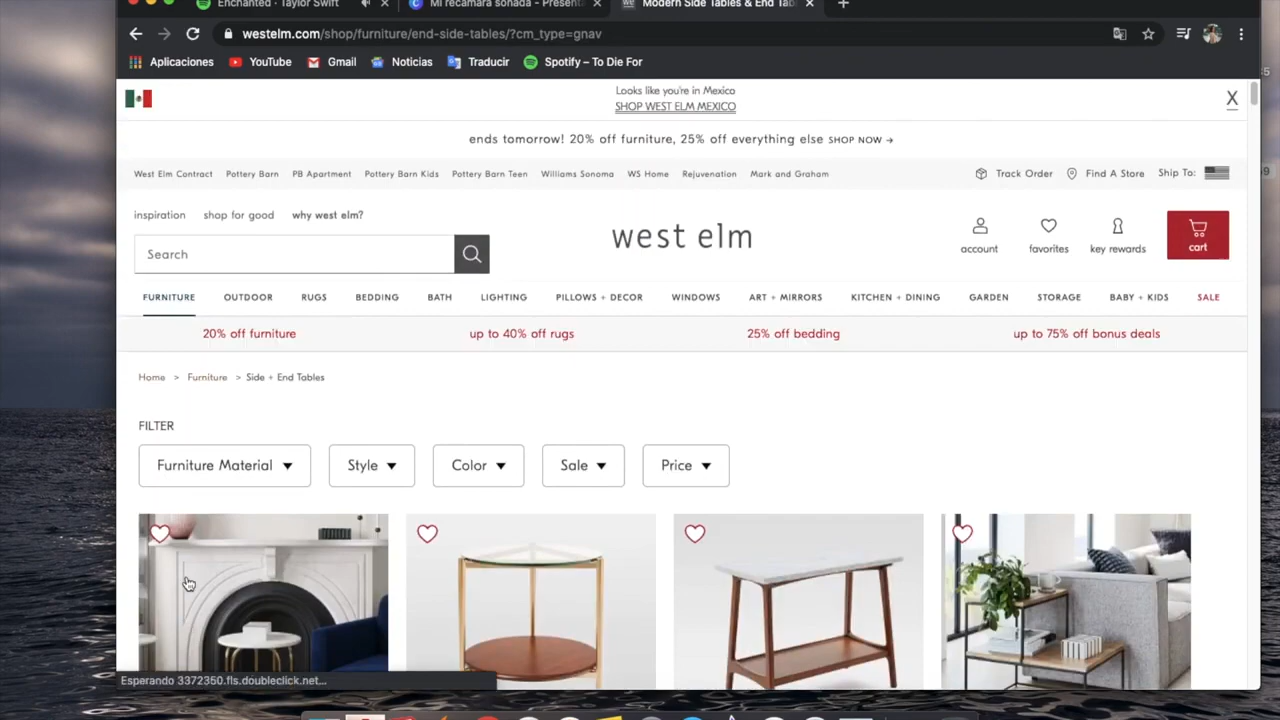 Enchanted · Taylor Swift
Mi recámara soñada - Present
Modern Side Tables & End Tab
westelm.com/shop/furniture/end-side-tables/?cm_type=gnav
Aplicaciones YouTube Gmail Noticias Traducir Spotify – To Die For
Looks like you're in Mexico
SHOP WEST ELM MEXICO
X
ends tomorrow! 20% off furniture, 25% off everything else SHOP NOW →
West Elm Contract Pottery Barn PB Apartment Pottery Barn Kids Pottery Barn Teen Williams Sonoma WS Home Rejuvenation Mark and Graham Track Order Find A Store Ship To:
inspiration shop for good why west elm?
Search
west elm
account favorites key rewards cart
FURNITURE OUTDOOR RUGS BEDDING BATH LIGHTING PILLOWS + DECOR WINDOWS ART + MIRRORS KITCHEN + DINING GARDEN STORAGE BABY + KIDS SALE
20% off furniture up to 40% off rugs 25% off bedding up to 75% off bonus deals
Home > Furniture > Side + End Tables
FILTER
Furniture Material Style Color Sale Price
Esperando 3372350.fls.doubleclick.net...